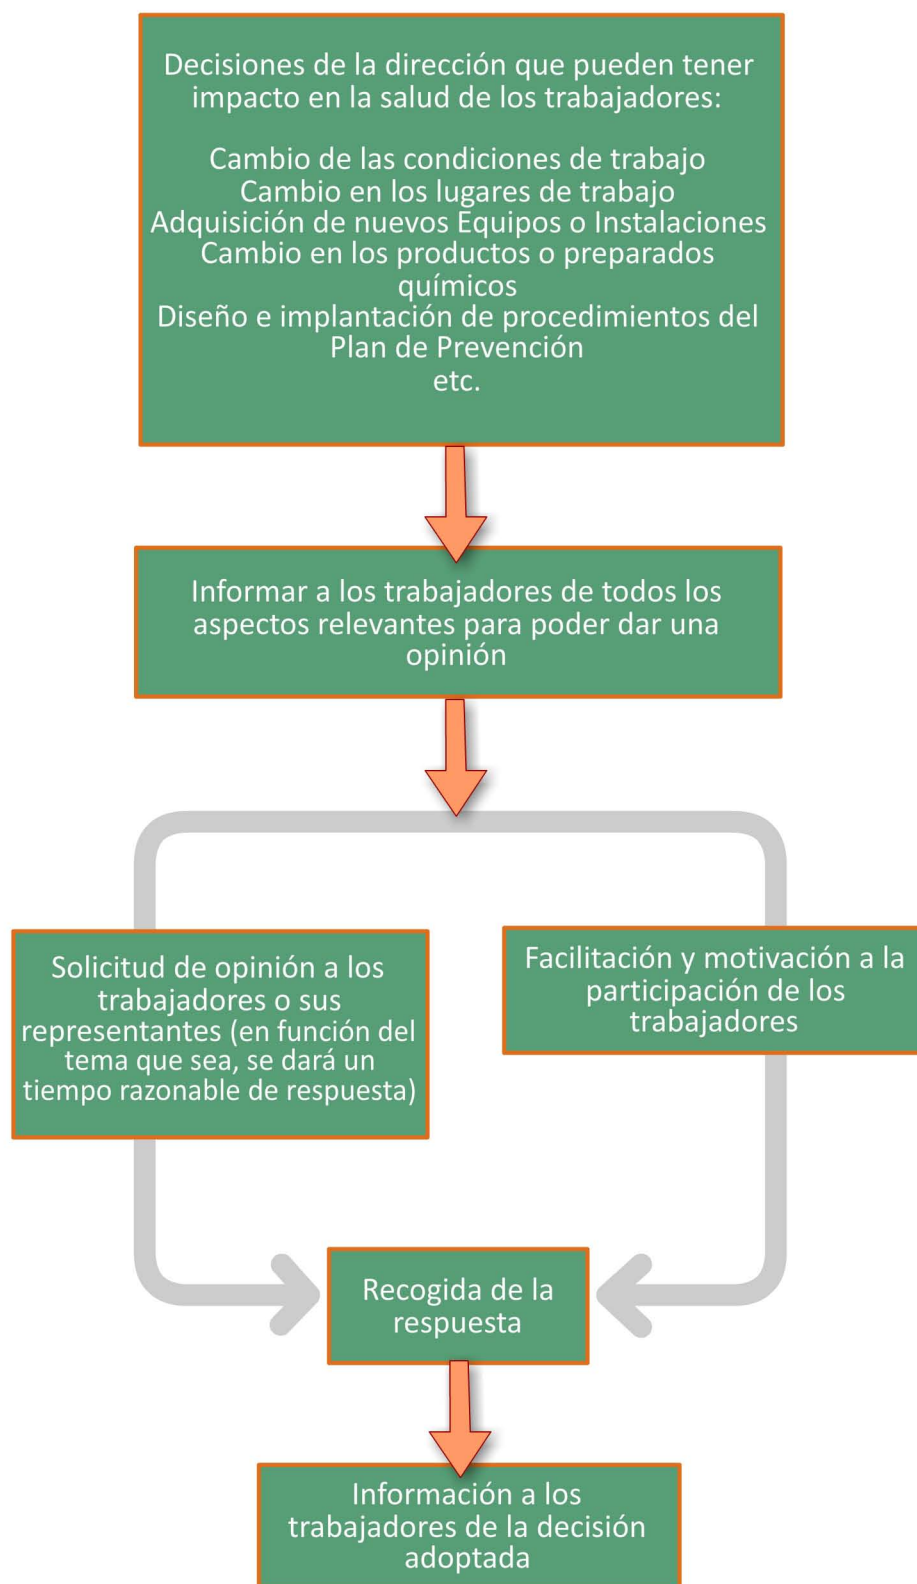 Decisiones de la dirección que pueden tener
impacto en la salud de los trabajadores:
Cambio de las condiciones de trabajo
Cambio en los lugares de trabajo
Adquisición de nuevos Equipos o Instalaciones
Cambio en los productos o preparados
químicos
Diseño e implantación de procedimientos del
Plan de Prevención
etc.
Informar a los trabajadores de todos los
aspectos relevantes para poder dar una
opinión
Solicitud de opinión a los
trabajadores o sus
representantes (en función del
tema que sea, se dará un
tiempo razonable de respuesta)
Facilitación y motivación a la
participación de los
trabajadores
Recogida de la
respuesta
Información a los
trabajadores de la decisión
adoptada